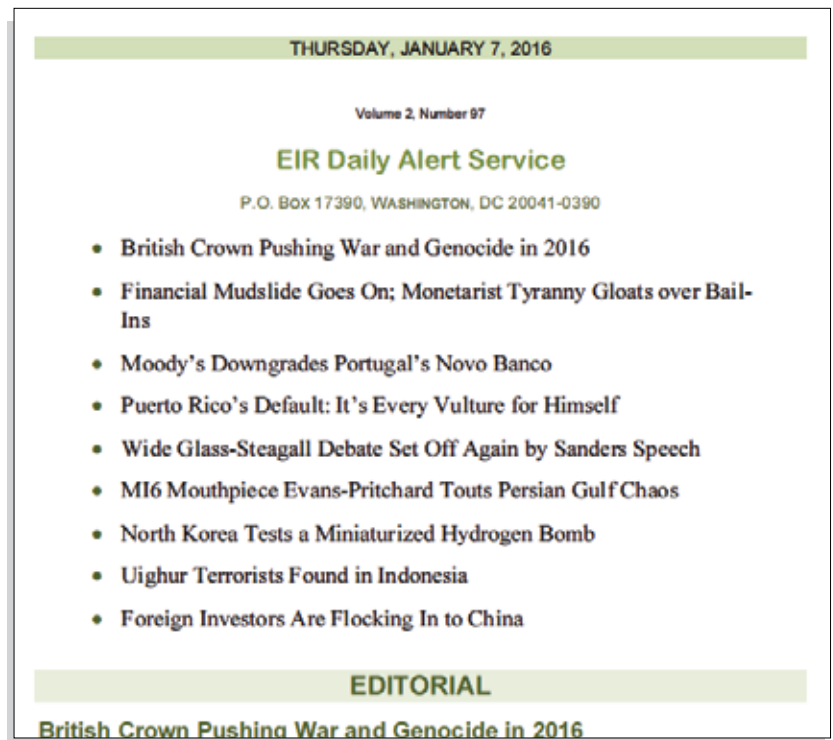 THURSDAY, JANUARY 7, 2016
Volume 2, Number 97
EIR Daily Alert Service
P.O. BOX 17390, WASHINGTON, DC 20041-0390
• British Crown Pushing War and Genocide in 2016
• Financial Mudslide Goes On; Monetarist Tyranny Gloats over Bail-
Ins
• Moody’s Downgrades Portugal’s Novo Banco
• Puerto Rico’s Default: It’s Every Vulture for Himself
• Wide Glass-Steagall Debate Set Off Again by Sanders Speech
• MI6 Mouthpiece Evans-Pritchard Touts Persian Gulf Chaos
• North Korea Tests a Miniaturized Hydrogen Bomb
• Uighur Terrorists Found in Indonesia
• Foreign Investors Are Flocking In to China
EDITORIAL
British Crown Pushing War and Genocide in 2016